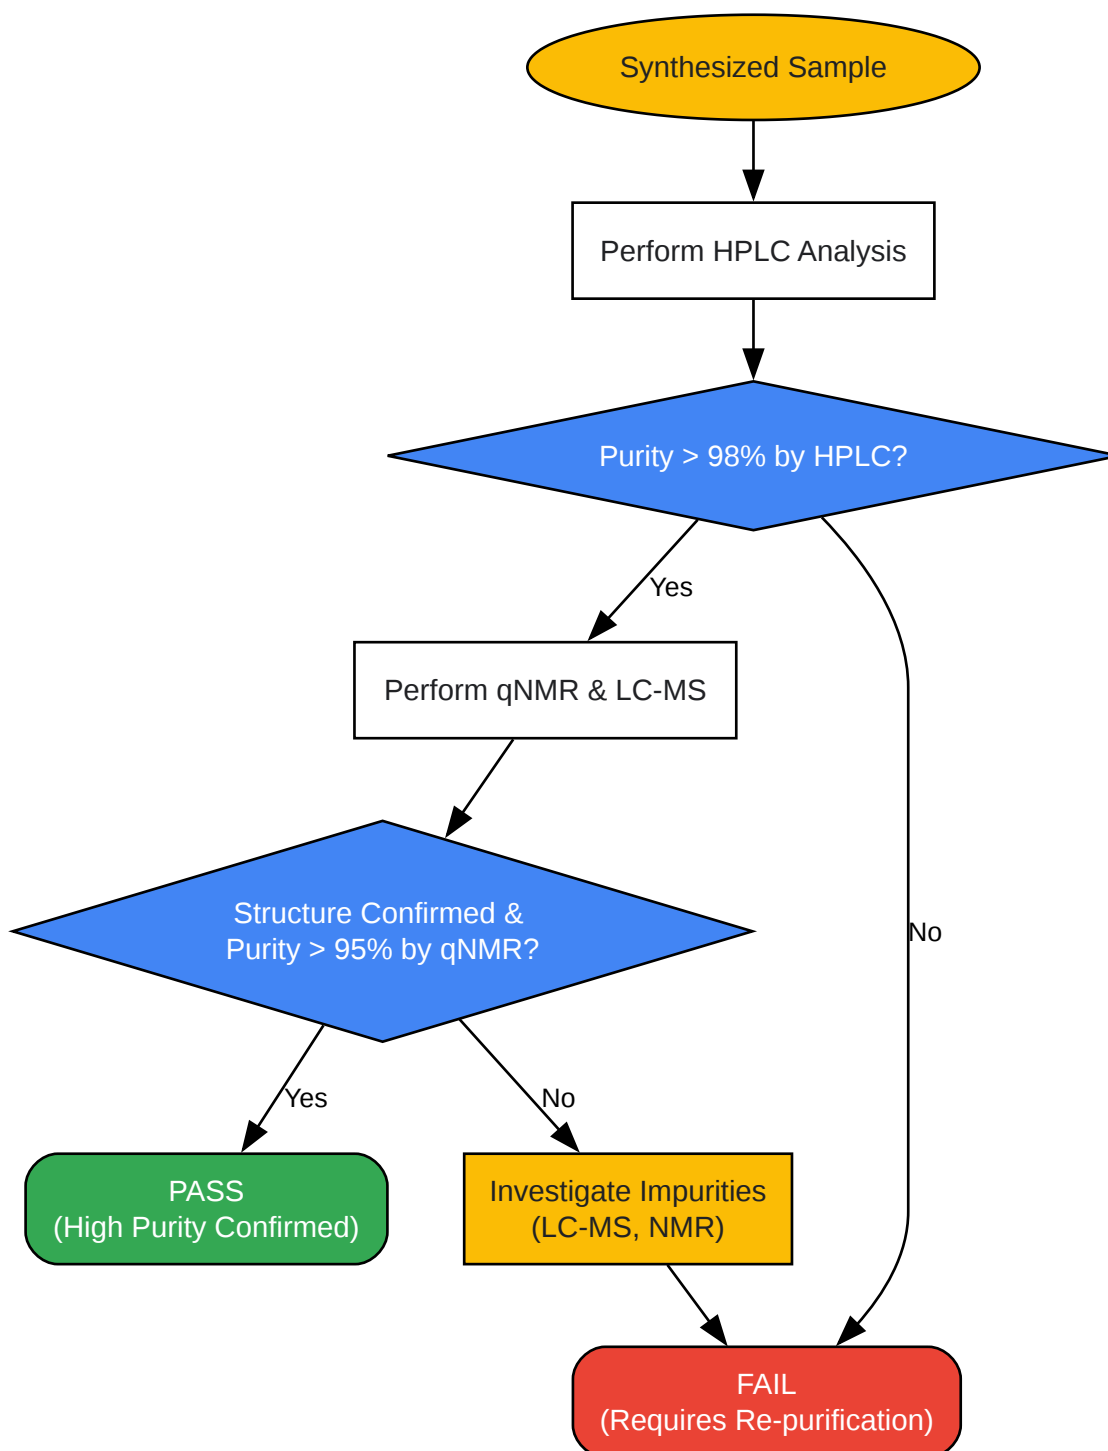 Synthesized Sample
Perform HPLC Analysis
Purity > 98% by HPLC?
Yes
Perform qNMR & LC-MS
Structure Confirmed &
Purity > 95% by qNMR?
No
Yes
No
PASS
(High Purity Confirmed)
Investigate Impurities
(LC-MS, NMR)
FAIL
(Requires Re-purification)